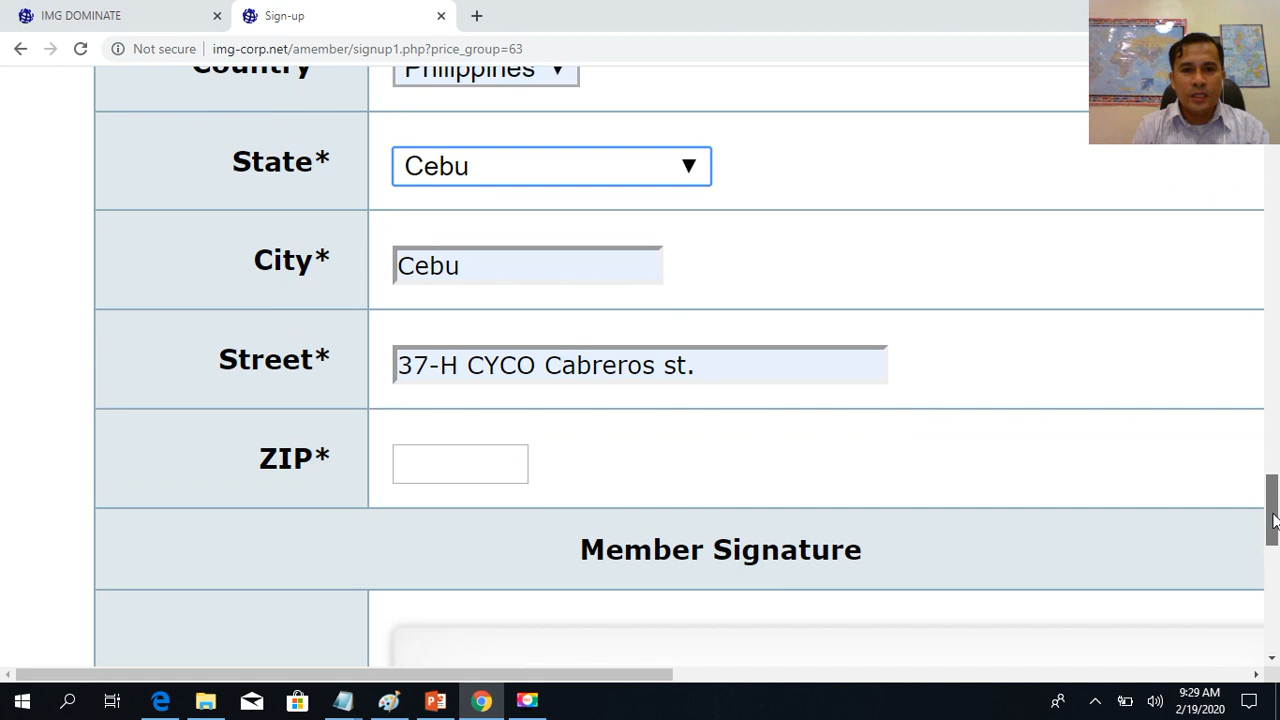 IMG DOMINATE
Sign-up
Not secure
img-corp.net/amember/signup1.php?price_group=63
Country
Philippines
State*
Cebu
City*
Cebu
Street*
37-H CYCO Cabreros st.
ZIP*
Member Signature
9:29 AM
2/19/2020